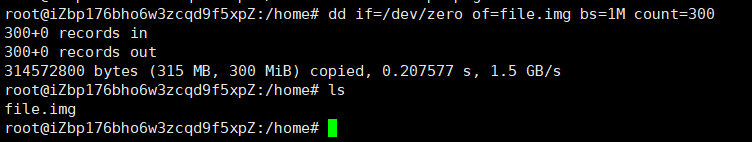 root@iZbp176bho6w3zcqd9f5xpZ:/home# dd if=/dev/zero of=file.img bs=1M count=300
300+0 records in
300+0 records out
314572800 bytes (315 MB, 300 MiB) copied, 0.207577 s, 1.5 GB/s
root@iZbp176bho6w3zcqd9f5xpZ:/home# ls
file.img
root@iZbp176bho6w3zcqd9f5xpZ:/home#